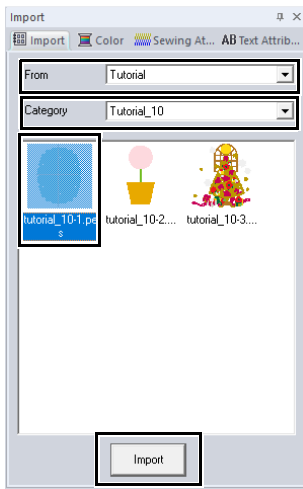 Import
Import Color Sewing At... AB Text Attrib...
From Tutorial
Category Tutorial_10
tutorial_10-1.pe
s
tutorial_10-2....
tutorial_10-3....
Import